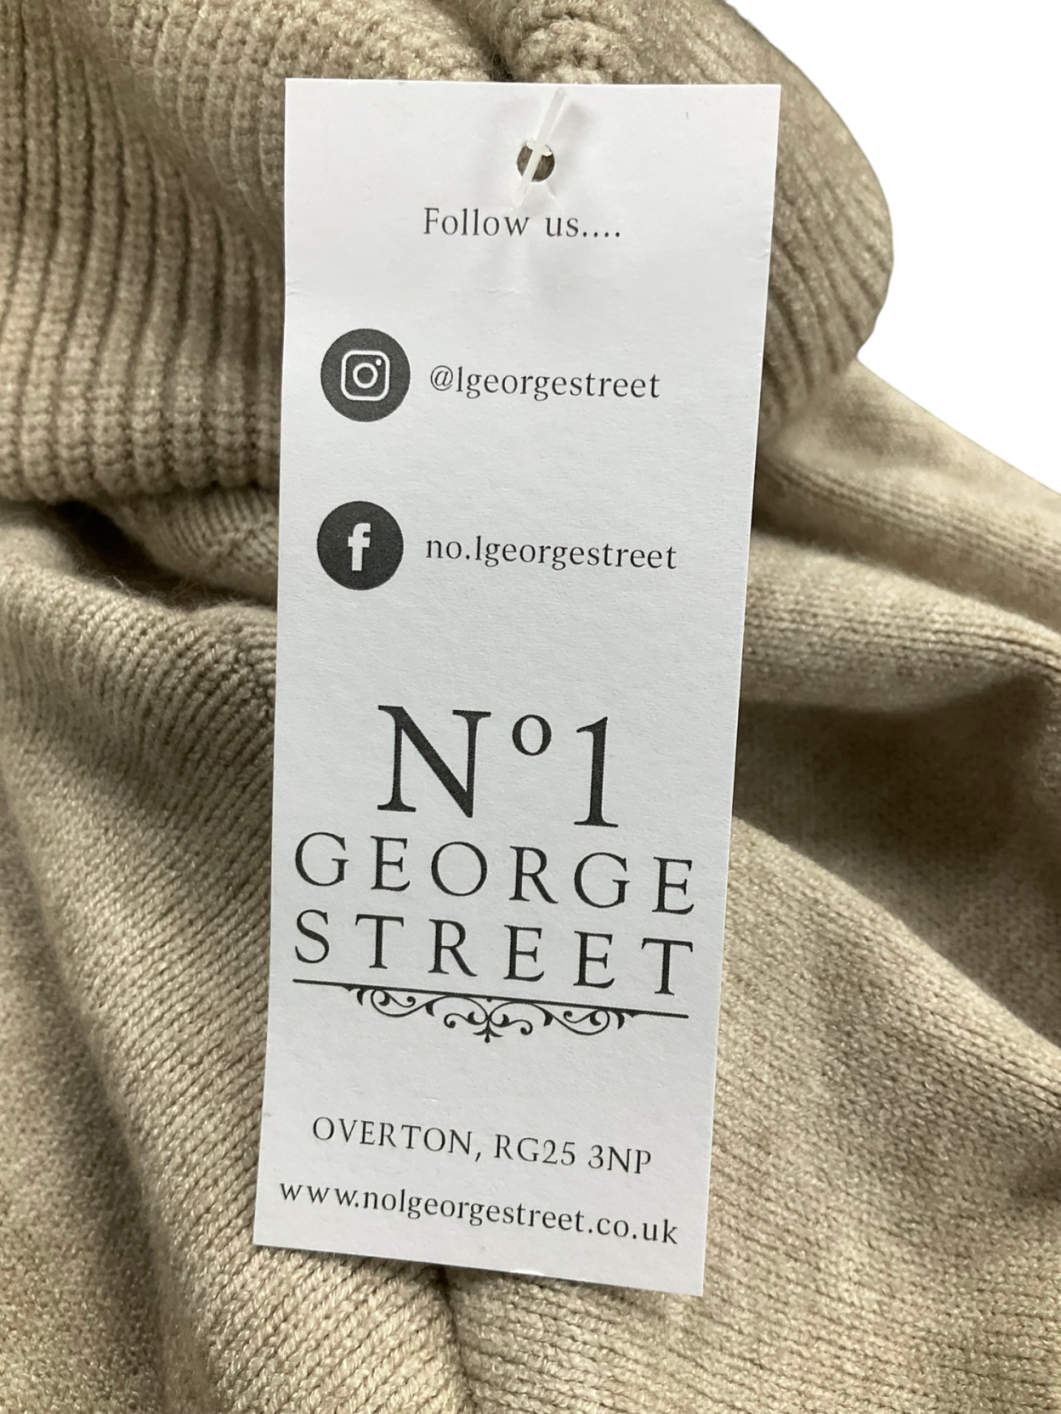 Follow us....
@1georgestreet
no.1georgestreet
Nº1
GEORGE
STREET
OVERTON, RG25 3NP
www.no1georgestreet.co.uk